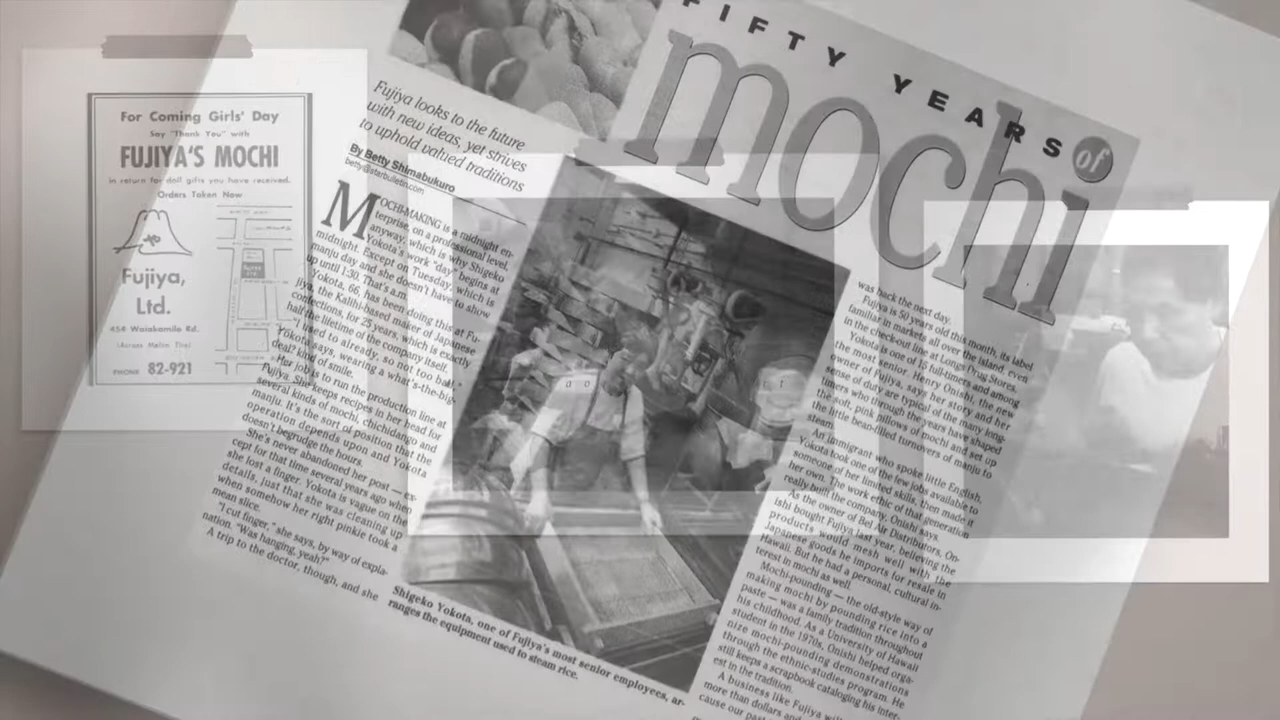 For Coming Girls' Day
Say "Thank You" with
FUJIYA'S MOCHI
in return for doll gifts you have received.
Orders Taken Now
Fujiya,
Ltd.
454 Waiakamilo Rd.
(Across Melim Tire)
PHONE 82-921
FIFTY YEARS of
mochi
Fujiya looks to the future
with new ideas, yet strives
to uphold valued traditions
By Betty Shimabukuro
betty@starbulletin.com
MOCHI-MAKING is a midnight en-
terprise, on a professional level,
anyway, which is why Shigeko
Yokota's work "day" begins at
midnight. Except on Tuesday, which is
manju day and she doesn't have to show
up until 1:30. That's a.m.
Yokota, 66, has been doing this at Fu-
jiya, the Kalihi-based maker of Japanese
confections, for 25 years, which is exactly
half the lifetime of the company itself.
"I used to already, so not too bad,"
Yokota says, wearing a what's-the-big-
deal? kind of smile.
Her job is to run the production line at
Fujiya. She keeps recipes in her head for
several kinds of mochi, chichidango and
manju. It's the sort of position that the
operation depends upon and Yokota
doesn't begrudge the hours.
She's never abandoned her post — ex-
cept for that time several years ago when
she lost a finger. Yokota is vague on the
details, just that she was cleaning up
when somehow her right pinkie took a
mean slice.
"I cut finger," she says, by way of expla-
nation. "Was hanging, yeah?"
A trip to the doctor, though, and she
Shigeko Yokota, one of Fujiya's most senior employees, ar-
ranges the equipment used to steam rice.
was back the next day.
Fujiya is 50 years old this month, its label
familiar in markets all over the island, even
in the check-out line at Longs Drug Stores.
Yokota is one of 15 full-timers and among
the most senior. Henry Onishi, the new
owner of Fujiya, says her story and her
sense of duty are typical of the many long-
timers who through the years have shaped
the soft, pink pillows of mochi and set up
the little bean-filled turnovers of manju to
steam.
An immigrant who spoke little English,
Yokota took one of the few jobs available to
someone of her limited skills, then made it
her own. The work ethic of that generation
really built the company, Onishi says.
As the owner of Bel Air Distributors, On-
ishi bought Fujiya last year, believing the
products would mesh well with the
Japanese goods he imports for resale in
Hawaii. But he had a personal, cultural in-
terest in mochi as well.
Mochi-pounding — the old-style way of
making mochi by pounding rice into a
paste — was a family tradition throughout
his childhood. As a University of Hawaii
student in the 1970s, Onishi helped orga-
nize mochi-pounding demonstrations
through the ethnic-studies program. He
still keeps a scrapbook cataloging his inter-
est in the tradition.
A business like Fujiya will
more than dollars and
cause our past